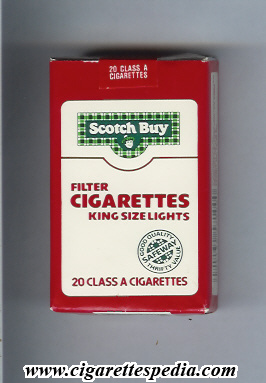 20 CLASS A
CIGARETTES
Scotch Buy
FILTER
CIGARETTES
KING SIZE LIGHTS
GOOD QUALITY
SAFEWAY
THRIFTY VALUE
20 CLASS A CIGARETTES
www.cigarettespedia.com